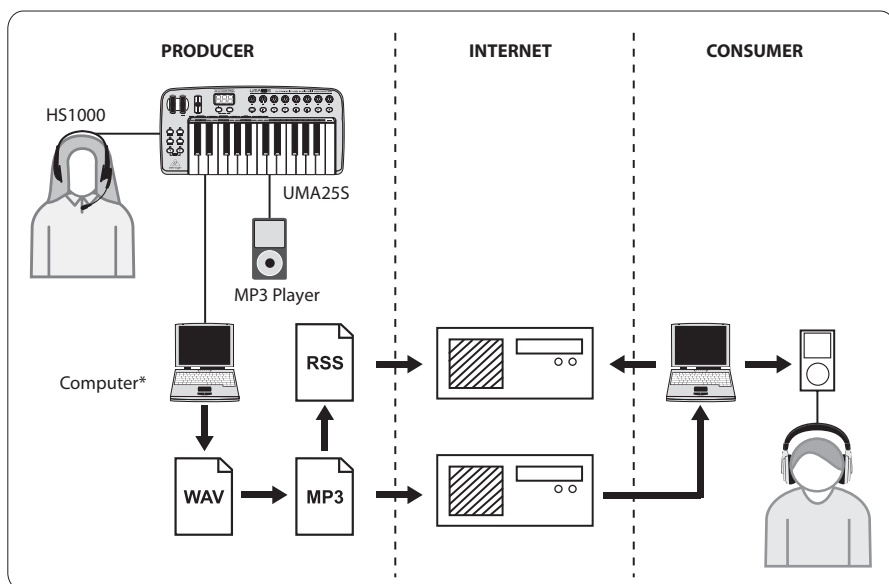 PRODUCER
INTERNET
CONSUMER
HS1000
UMA25S
MP3 Player
Computer*
RSS
WAV
MP3